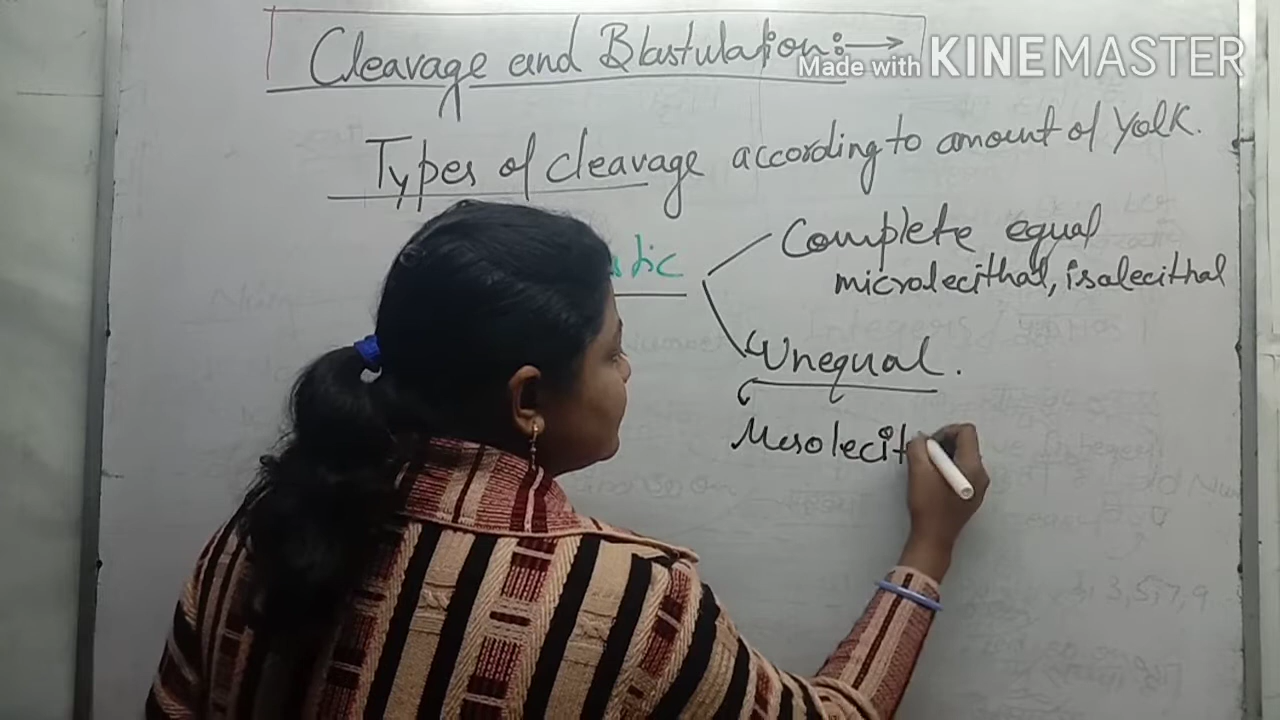 Cleavage and Blastulation:→
Made with KINEMASTER
Types of cleavage according to amount of Yolk.
Complete equal
microlecithal, isolecithal
Unequal.
Mesolecit